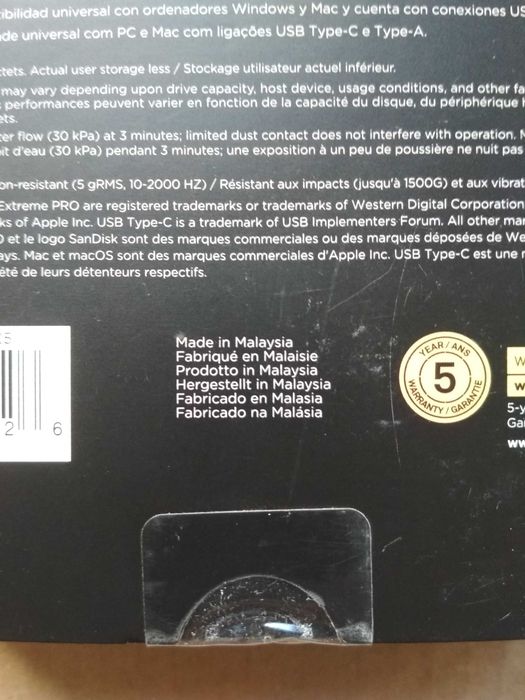 tibilidad universal con ordenadores Windows y Mac y cuenta con conexiones US
de universal com PC e Mac com ligações USB Type-C e Type-A.
tets. Actual user storage less / Stockage utilisateur actuel inférieur.
may vary depending upon drive capacity, host device, usage conditions, and other fa
performances peuvent varier en fonction de la capacité du disque, du périphérique
ets.
ter flow (30 kPa) at 3 minutes; limited dust contact does not interfere with operation.
it d'eau (30 kPa) pendant 3 minutes; une exposition à un peu de poussière ne nuit pas
on-resistant (5 gRMS, 10-2000 HZ) / Résistant aux impacts (jusqu'à 1500G) et aux vibrat
Extreme PRO are registered trademarks or trademarks of Western Digital Corporation
ks of Apple Inc. USB Type-C is a trademark of USB Implementers Forum. All other mar
et le logo SanDisk sont des marques commerciales ou des marques déposées de We
ays. Mac et macOS sont des marques commerciales d'Apple Inc. USB Type-C est une
été de leurs détenteurs respectifs.
Made in Malaysia
Fabriqué en Malaisie
Prodotto in Malaysia
Hergestellt in Malaysia
Fabricado en Malasia
Fabricado na Malásia
YEAR / ANS
5
WARRANTY / GARANTIE
W
w
5-y
Ga
ww
2 6